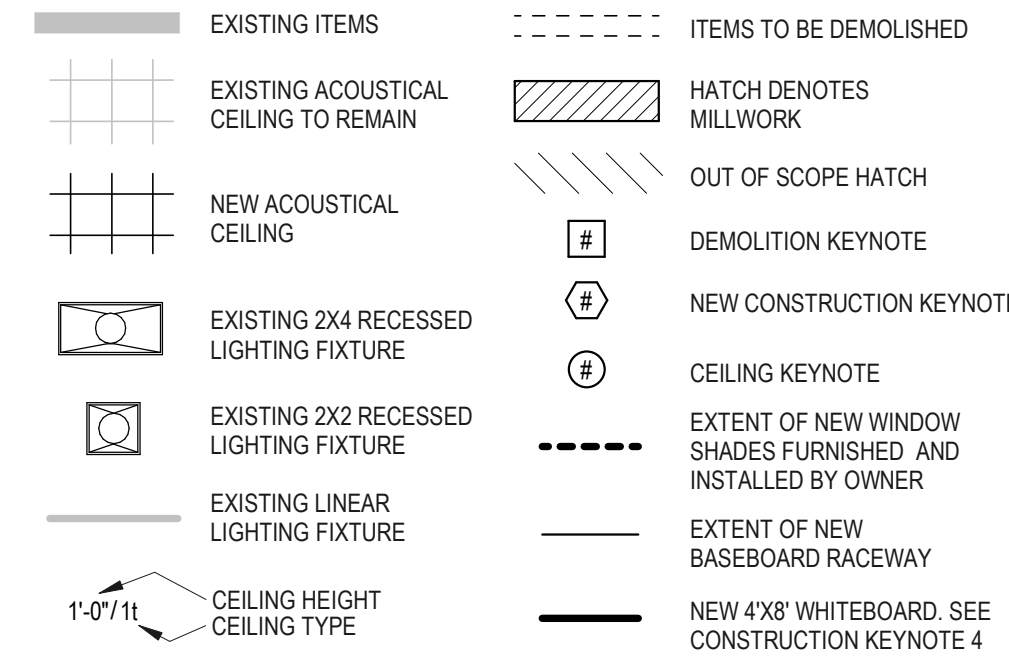 EXISTING ITEMS
EXISTING ACOUSTICAL
CEILING TO REMAIN
NEW ACOUSTICAL
CEILING
EXISTING 2X4 RECESSED
LIGHTING FIXTURE
EXISTING 2X2 RECESSED
LIGHTING FIXTURE
EXISTING LINEAR
LIGHTING FIXTURE
1'-0"/ 1t
CEILING HEIGHT
CEILING TYPE
ITEMS TO BE DEMOLISHED
HATCH DENOTES
MILLWORK
OUT OF SCOPE HATCH
#
DEMOLITION KEYNOTE
#
NEW CONSTRUCTION KEYNOTE
#
CEILING KEYNOTE
EXTENT OF NEW WINDOW
SHADES FURNISHED AND
INSTALLED BY OWNER
EXTENT OF NEW
BASEBOARD RACEWAY
NEW 4'X8' WHITEBOARD. SEE
CONSTRUCTION KEYNOTE 4